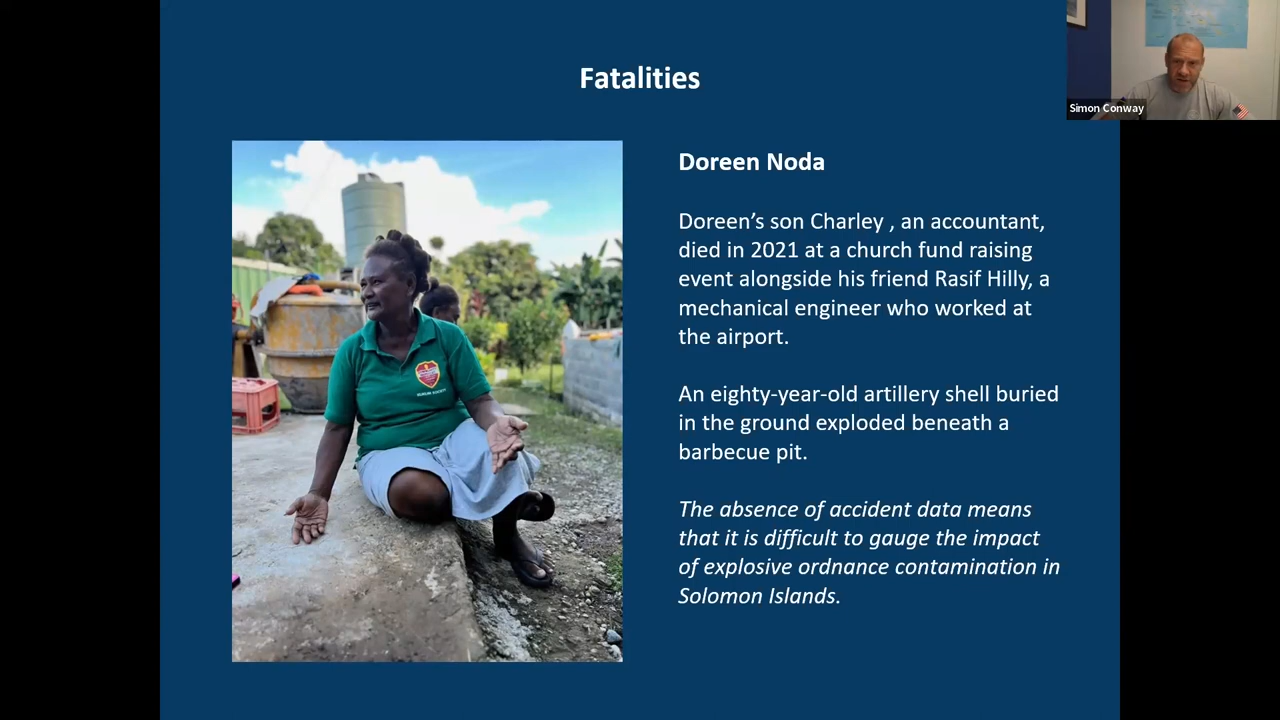 Fatalities
Simon Conway
Doreen Noda
Doreen’s son Charley , an accountant,
died in 2021 at a church fund raising
event alongside his friend Rasif Hilly, a
mechanical engineer who worked at
the airport.
An eighty-year-old artillery shell buried
in the ground exploded beneath a
barbecue pit.
The absence of accident data means
that it is difficult to gauge the impact
of explosive ordnance contamination in
Solomon Islands.